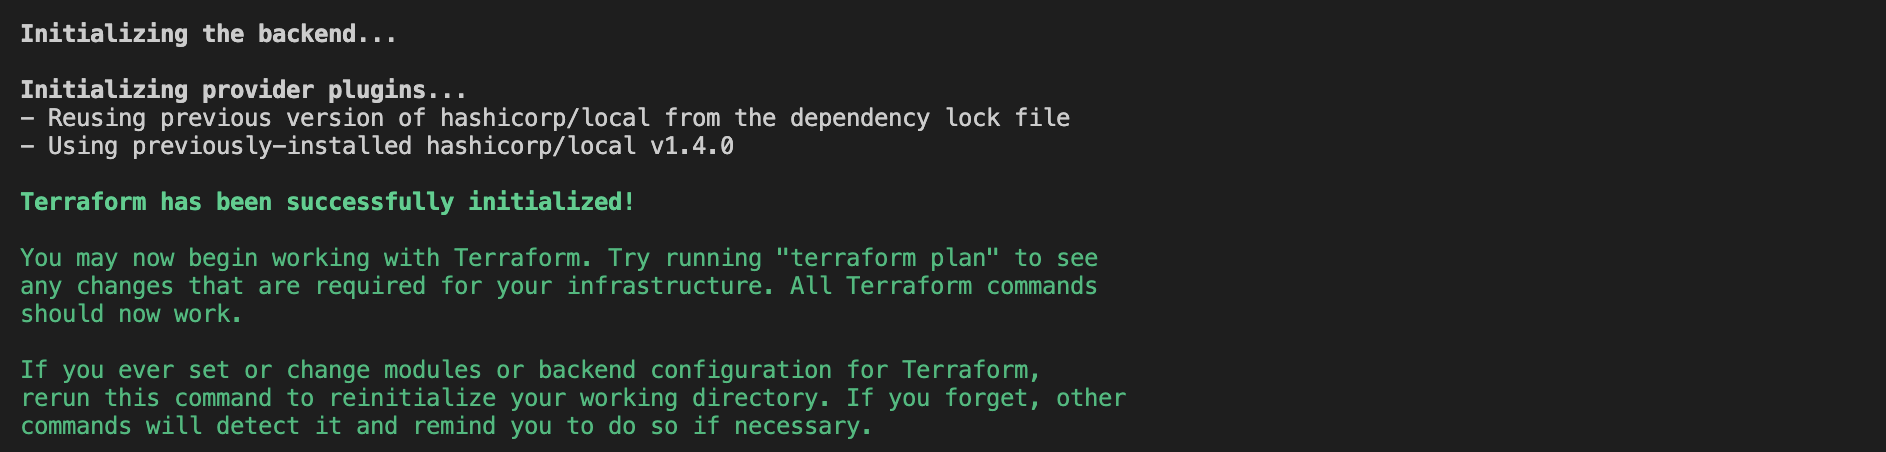 Initializing the backend...
Initializing provider plugins...
- Reusing previous version of hashicorp/local from the dependency lock file
- Using previously-installed hashicorp/local v1.4.0
Terraform has been successfully initialized!
You may now begin working with Terraform. Try running "terraform plan" to see
any changes that are required for your infrastructure. All Terraform commands
should now work.
If you ever set or change modules or backend configuration for Terraform,
rerun this command to reinitialize your working directory. If you forget, other
commands will detect it and remind you to do so if necessary.